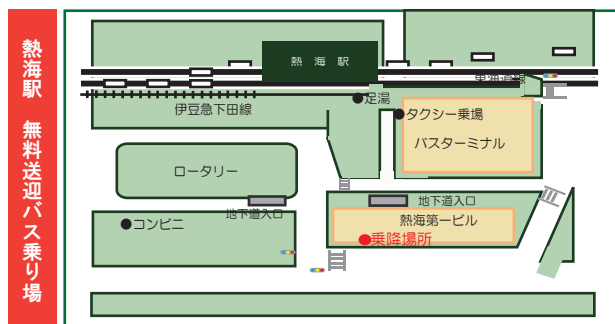 熱海駅 無料送迎バス乗り場
熱海駅
東海道線
伊豆急下田線
足湯
タクシー乗場
バスターミナル
ロータリー
地下道入口
地下道入口
コンビニ
熱海第一ビル
乗降場所